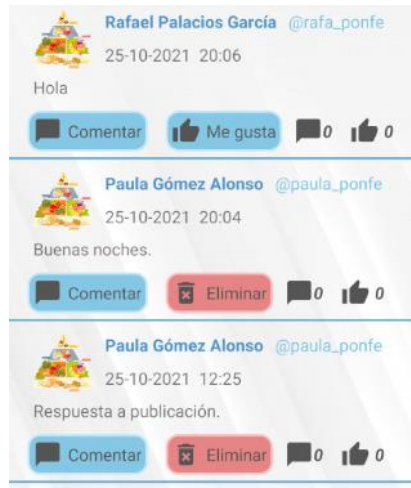 Rafael Palacios García @rafa_ponfe
25-10-2021 20:06
Hola
Comentar Me gusta 0 0
Paula Gómez Alonso @paula_ponfe
25-10-2021 20:04
Buenas noches.
Comentar Eliminar 0 0
Paula Gómez Alonso @paula_ponfe
25-10-2021 12:25
Respuesta a publicación.
Comentar Eliminar 0 0